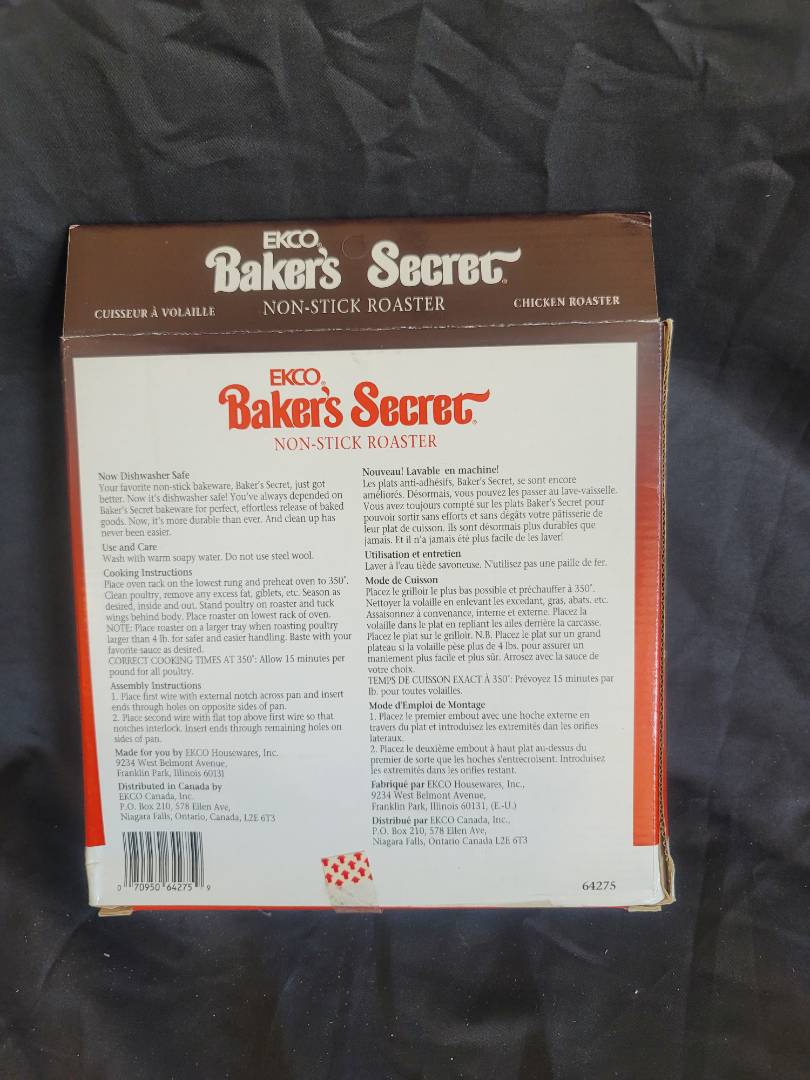 EKCO®
Baker's Secret®
CUISSEUR À VOLAILLE NON-STICK ROASTER CHICKEN ROASTER
EKCO®
Baker's Secret®
NON-STICK ROASTER
Now Dishwasher Safe
Your favorite non-stick bakeware, Baker's Secret, just got
better. Now it's dishwasher safe! You've always depended on
Baker's Secret bakeware for perfect, effortless release of baked
goods. Now, it's more durable than ever. And clean up has
never been easier.
Use and Care
Wash with warm soapy water. Do not use steel wool.
Cooking Instructions
Place oven rack on the lowest rung and preheat oven to 350°.
Clean poultry, remove any excess fat, giblets, etc. Season as
desired, inside and out. Stand poultry on roaster and tuck
wings behind body. Place roaster on lowest rack of oven.
NOTE: Place roaster on a larger tray when roasting poultry
larger than 4 lb. for safer and easier handling. Baste with your
favorite sauce as desired.
CORRECT COOKING TIMES AT 350°: Allow 15 minutes per
pound for all poultry.
Assembly Instructions
1. Place first wire with external notch across pan and insert
ends through holes on opposite sides of pan.
2. Place second wire with flat top above first wire so that
notches interlock. Insert ends through remaining holes on
sides of pan.
Made for you by EKCO Housewares, Inc.
9234 West Belmont Avenue,
Franklin Park, Illinois 60131
Distributed in Canada by
EKCO Canada, Inc.
P.O. Box 210, 578 Ellen Ave,
Niagara Falls, Ontario, Canada, L2E 6T3
Nouveau! Lavable en machine!
Les plats anti-adhésifs, Baker's Secret, se sont encore
améliorés. Désormais, vous pouvez les passer au lave-vaisselle.
Vous avez toujours compté sur les plats Baker's Secret pour
pouvoir sortir sans efforts et sans dégâts votre pâtisserie de
leur plat de cuisson. Ils sont désormais plus durables que
jamais. Et il n'a jamais été plus facile de les laver!
Utilisation et entretien
Laver à l'eau tiède savoneuse. N'utilisez pas une paille de fer.
Mode de Cuisson
Placez le grilloir le plus bas possible et préchauffer à 350°.
Nettoyer la volaille en enlevant les excedant, gras, abats, etc.
Assaisonnez à convenance, interne et externe. Placez la
volaille dans le plat en repliant les ailes derrière la carcasse.
Placez le plat sur le grilloir. N.B. Placez le plat sur un grand
plateau si la volaille pèse plus de 4 lbs. pour assurer un
maniement plus facile et plus sûr. Arrosez avec la sauce de
votre choix.
TEMPS DE CUISSON EXACT À 350°: Prévoyez 15 minutes par
lb. pour toutes volailles.
Mode d'Emploi de Montage
1. Placez le premier embout avec une hoche externe en
travers du plat et introduisez les extrémités dan les orifices
lateraux.
2. Placez le deuxième embout à haut plat au-dessus du
premier de sorte que les hoches s'entrecroisent. Introduisez
les extrémités dans les orifies restant.
Fabriqué par EKCO Housewares, Inc.,
9234 West Belmont Avenue,
Franklin Park, Illinois 60131, (E.-U.)
Distribué par EKCO Canada, Inc.,
P.O. Box 210, 578 Ellen Ave,
Niagara Falls, Ontario Canada L2E 6T3
0 70950 64275 9
64275